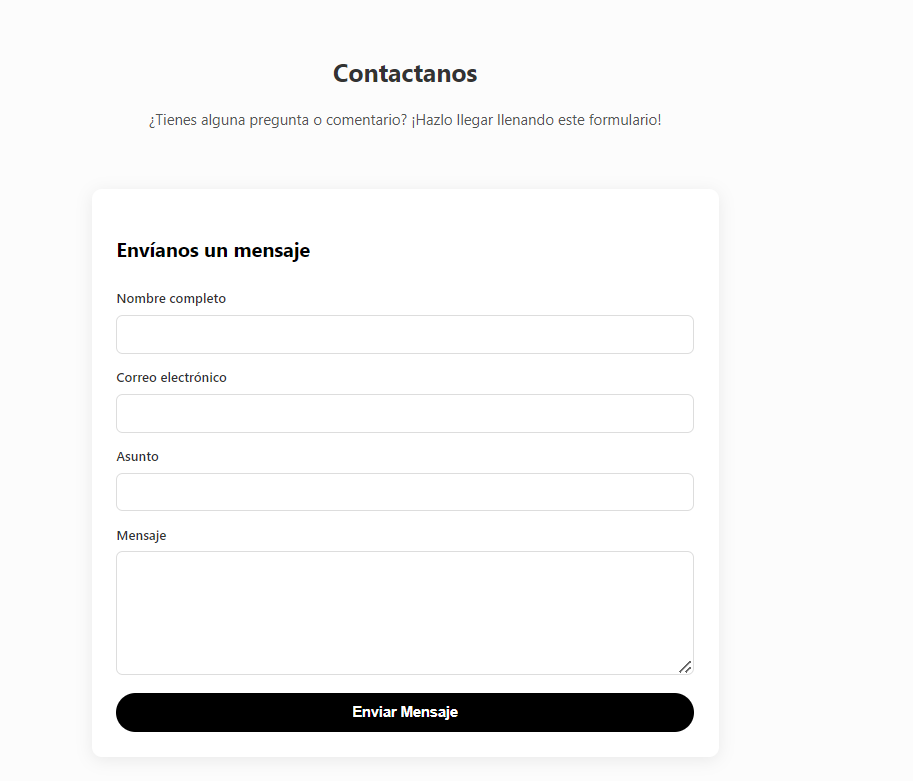 Contactanos
¿Tienes alguna pregunta o comentario? ¡Hazlo llegar llenando este formulario!
Envíanos un mensaje
Nombre completo
Correo electrónico
Asunto
Mensaje
Enviar Mensaje